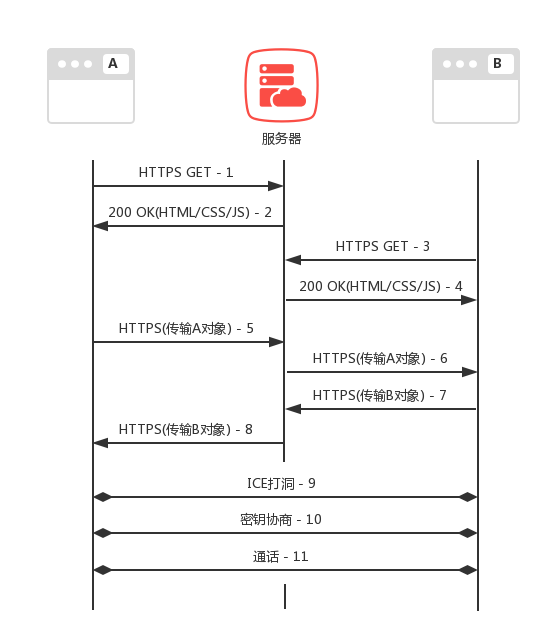 A
B
服务器
HTTPS GET - 1
200 OK(HTML/CSS/JS) - 2
HTTPS GET - 3
200 OK(HTML/CSS/JS) - 4
HTTPS(传输A对象) - 5
HTTPS(传输A对象) - 6
HTTPS(传输B对象) - 7
HTTPS(传输B对象) - 8
ICE打洞 - 9
密钥协商 - 10
通话 - 11